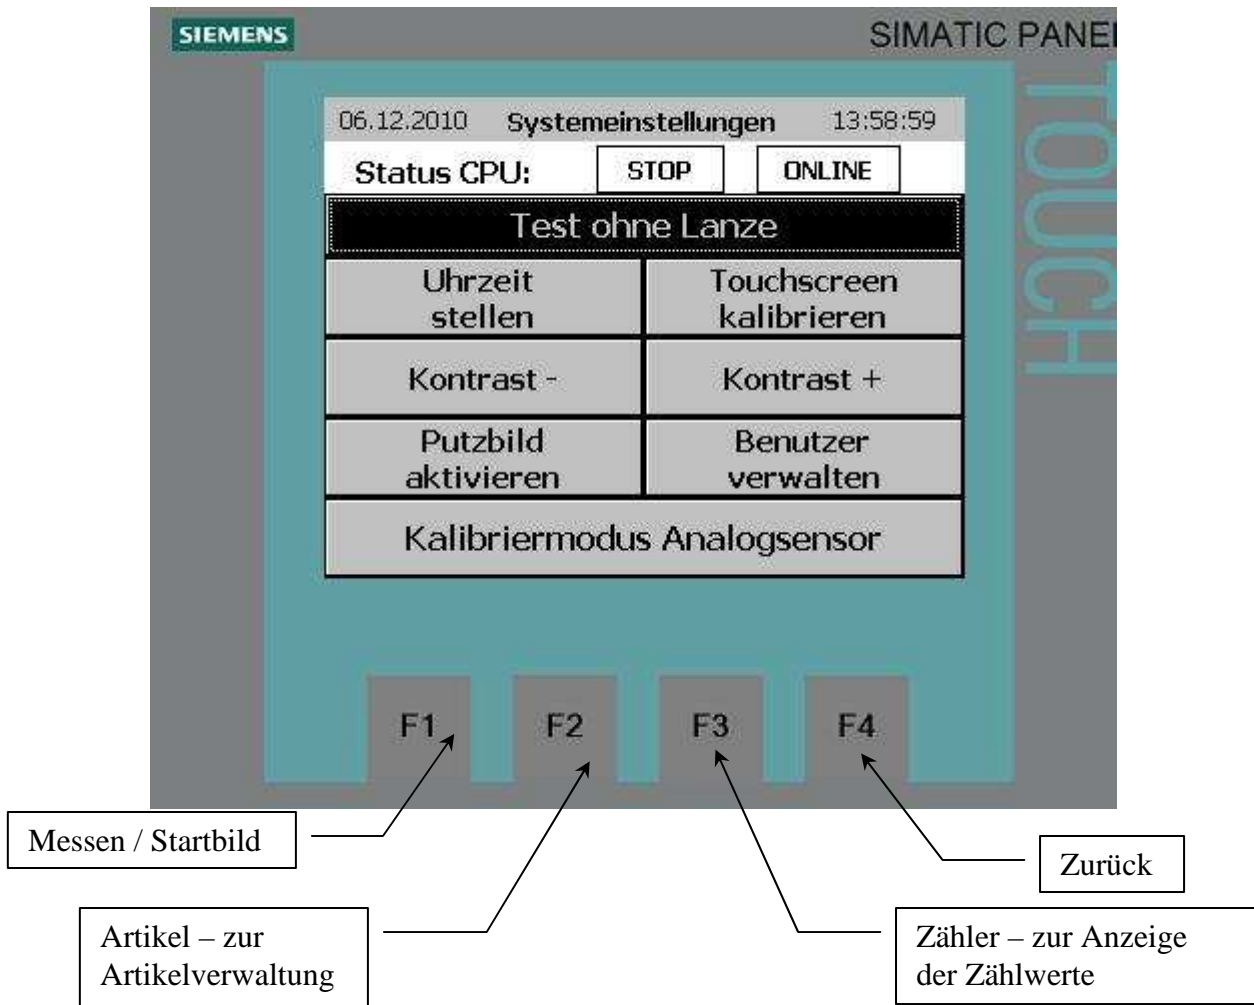 SIEMENS
SIMATIC PANEL
TOUCH
06.12.2010 Systemeinstellungen 13:58:59
Status CPU: STOP ONLINE
Test ohne Lanze
Uhrzeit
stellen
Touchscreen
kalibrieren
Kontrast -
Kontrast +
Putzbild
aktivieren
Benutzer
verwalten
Kalibriermodus Analogsensor
F1 F2 F3 F4
Messen / Startbild
Zurück
Artikel – zur
Artikelverwaltung
Zähler – zur Anzeige
der Zählwerte